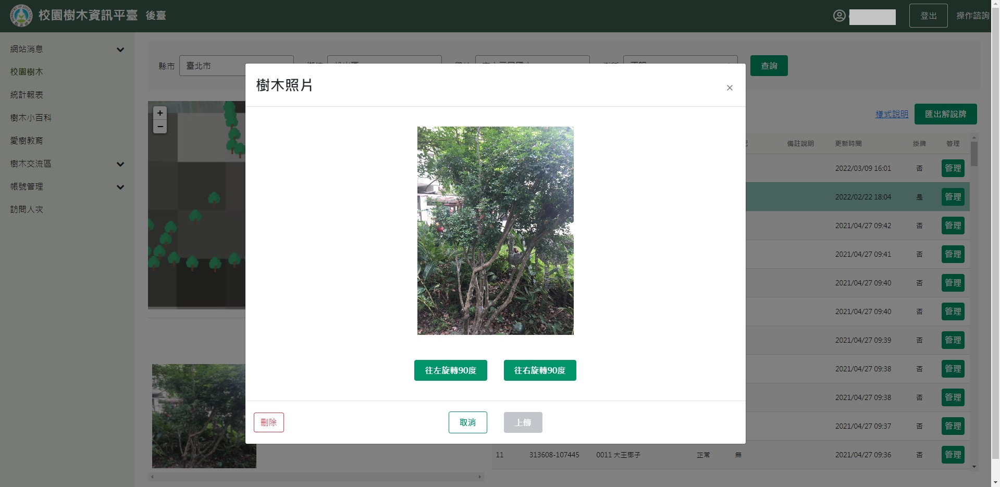 校園樹木資訊平臺 後臺
登出
操作諮詢
網站消息
校園樹木
統計報表
樹木小百科
愛樹教育
樹木交流區
帳號管理
訪問人次
縣市 臺北市
查詢
樹木照片
×
+
−
樣式說明
匯出解說牌
備註說明 更新時間 掛牌 管理
2022/03/09 16:01 否 管理
2022/02/22 18:04 是 管理
2021/04/27 09:42 否 管理
2021/04/27 09:41 否 管理
2021/04/27 09:40 否 管理
2021/04/27 09:40 否 管理
2021/04/27 09:39 否 管理
2021/04/27 09:38 否 管理
2021/04/27 09:38 否 管理
2021/04/27 09:37 否 管理
11 313608-107445 0011 大王椰子 正常 無 2021/04/27 09:36 否 管理
往左旋轉90度
往右旋轉90度
刪除
取消
上傳